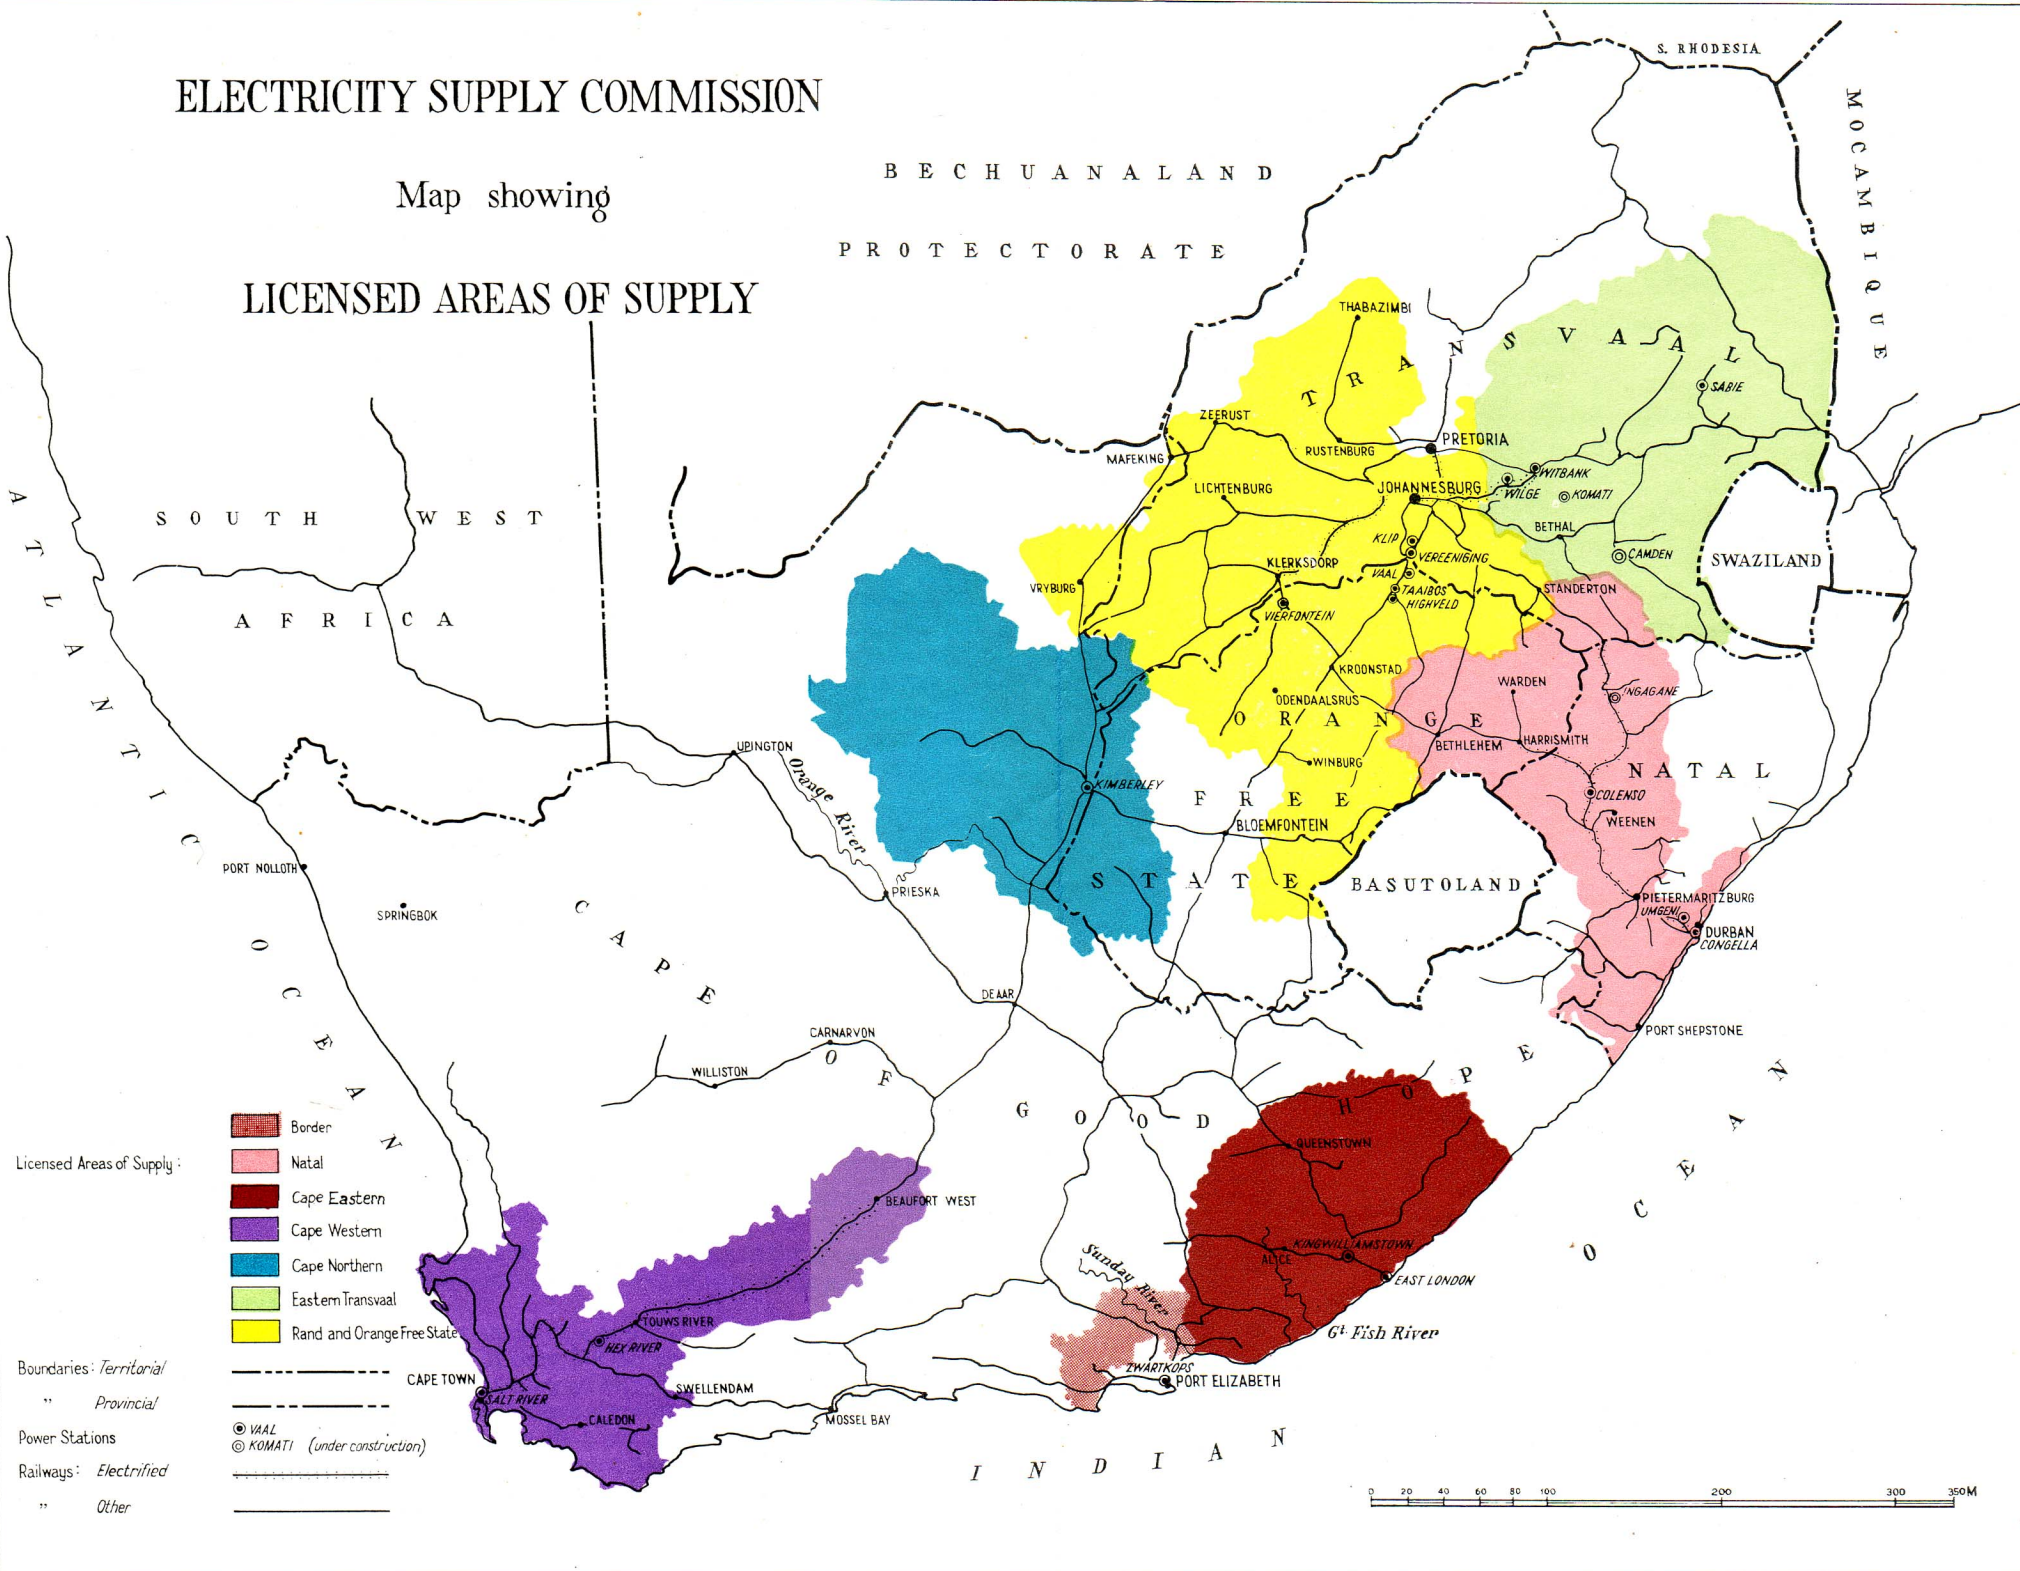 ELECTRICITY SUPPLY COMMISSION
Map showing
LICENSED AREAS OF SUPPLY
S. RHODESIA
MOCAMBIQUE
BECHUANALAND
PROTECTORATE
SOUTH WEST
AFRICA
ATLANTIC OCEAN
TRANSVAAL
THABAZIMBI
SABIE
ZEERUST
PRETORIA
RUSTENBURG
MAFEKING
WITBANK
LICHTENBURG
JOHANNESBURG
WILGE
KOMATI
BETHAL
KLIP
VEREENIGING
CAMDEN
SWAZILAND
KLERKSDORP
VAAL
VRYBURG
TAAIBOS
HIGHVELD
STANDERTON
VIERFONTEIN
KROONSTAD
WARDEN
INGAGANE
ODENDAALSRUS
ORANGE
BETHLEHEM
HARRISMITH
UPINGTON
Orange River
WINBURG
NATAL
KIMBERLEY
FREE
COLENSO
WEENEN
BLOEMFONTEIN
PORT NOLLOTH
STATE
BASUTOLAND
PRIESKA
SPRINGBOK
PIETERMARITZBURG
UMGENI
DURBAN
CONGELLA
CAPE
DE AAR
PORT SHEPSTONE
CARNARVON
OF
WILLISTON
GOOD
HOPE
QUEENSTOWN
BEAUFORT WEST
KINGWILLIAMSTOWN
ALICE
EAST LONDON
Sunday River
Gt. Fish River
TOUWS RIVER
HEX RIVER
ZWARTKOPS
PORT ELIZABETH
CAPE TOWN
SALT RIVER
SWELLENDAM
CALEDON
MOSSEL BAY
INDIAN OCEAN
Licensed Areas of Supply:
Border
Natal
Cape Eastern
Cape Western
Cape Northern
Eastern Transvaal
Rand and Orange Free State
Boundaries: Territorial
" Provincial
Power Stations
VAAL
KOMATI (under construction)
Railways: Electrified
" Other
0 20 40 60 80 100 200 300 350M